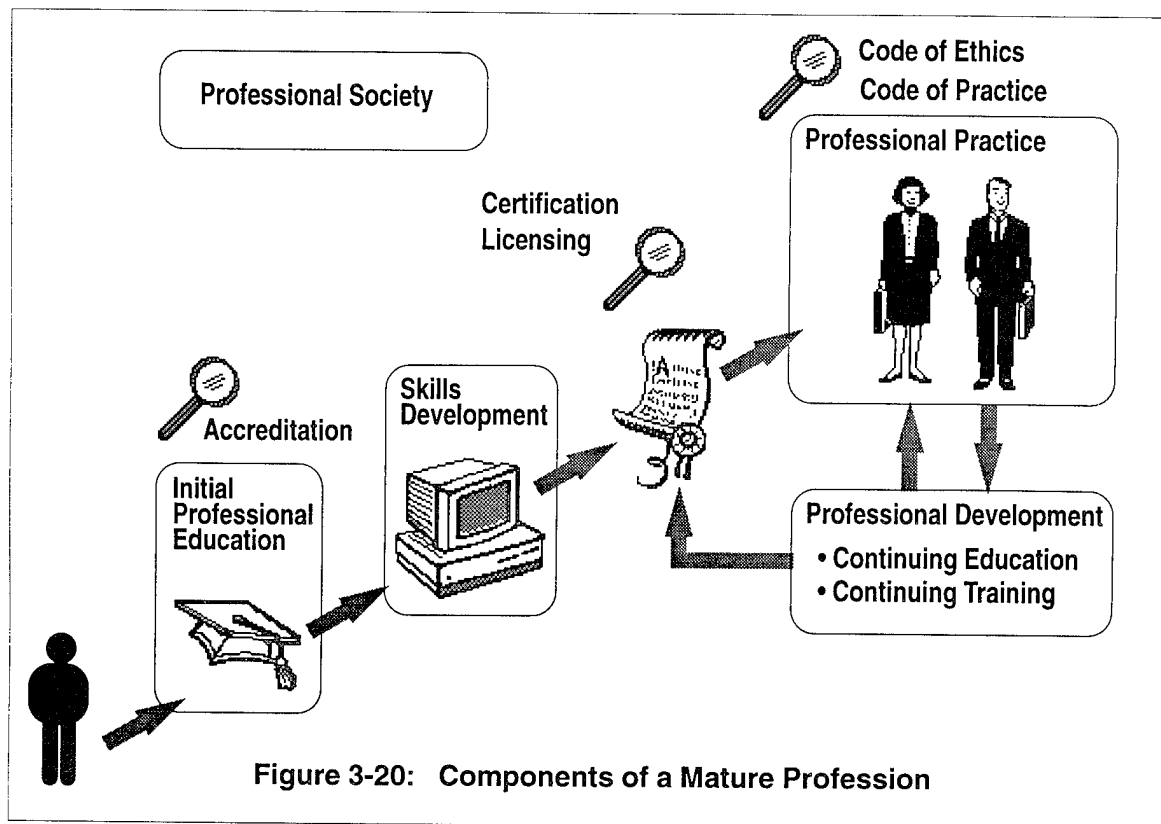 Professional Society
Code of Ethics
Code of Practice
Professional Practice
Certification
Licensing
Skills
Development
Accreditation
Initial
Professional
Education
Professional Development
• Continuing Education
• Continuing Training
Figure 3-20: Components of a Mature Profession